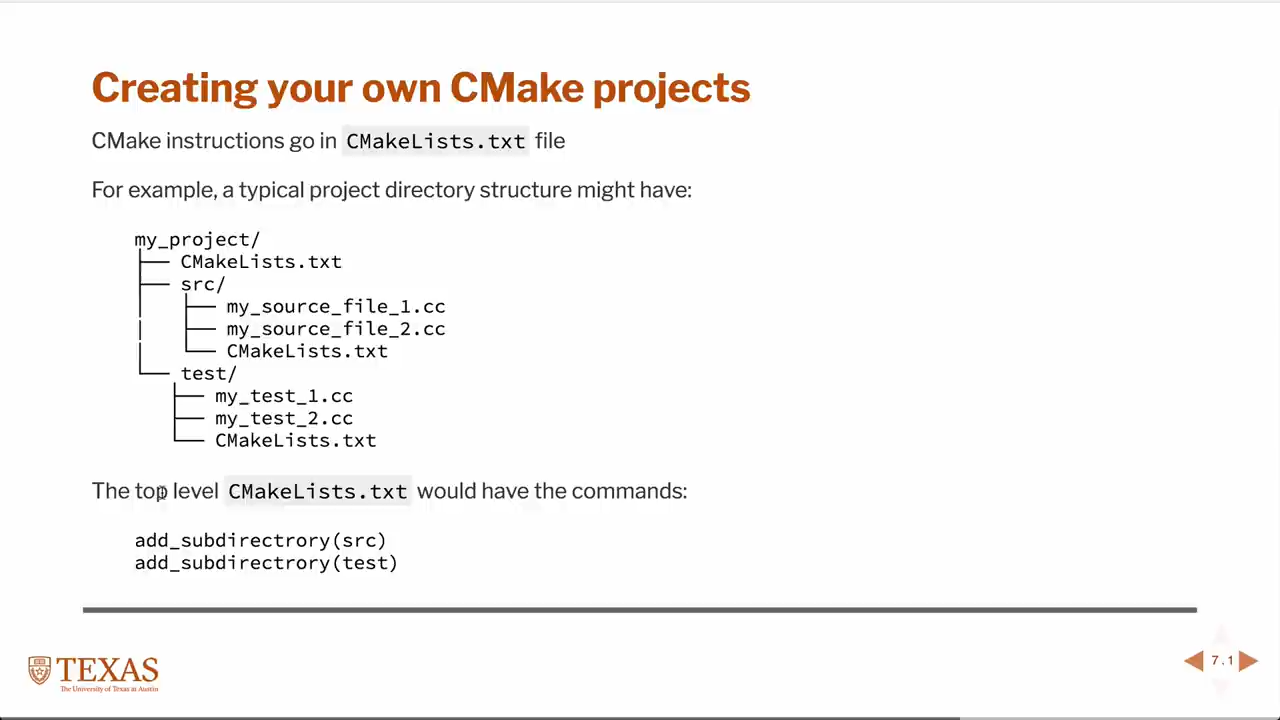 Creating your own CMake projects
CMake instructions go in CMakeLists.txt file
For example, a typical project directory structure might have:
my_project/
├── CMakeLists.txt
├── src/
│   ├── my_source_file_1.cc
│   ├── my_source_file_2.cc
│   └── CMakeLists.txt
└── test/
    ├── my_test_1.cc
    ├── my_test_2.cc
    └── CMakeLists.txt
The top level CMakeLists.txt would have the commands:
add_subdirectrory(src)
add_subdirectrory(test)
TEXAS
The University of Texas at Austin
7.1